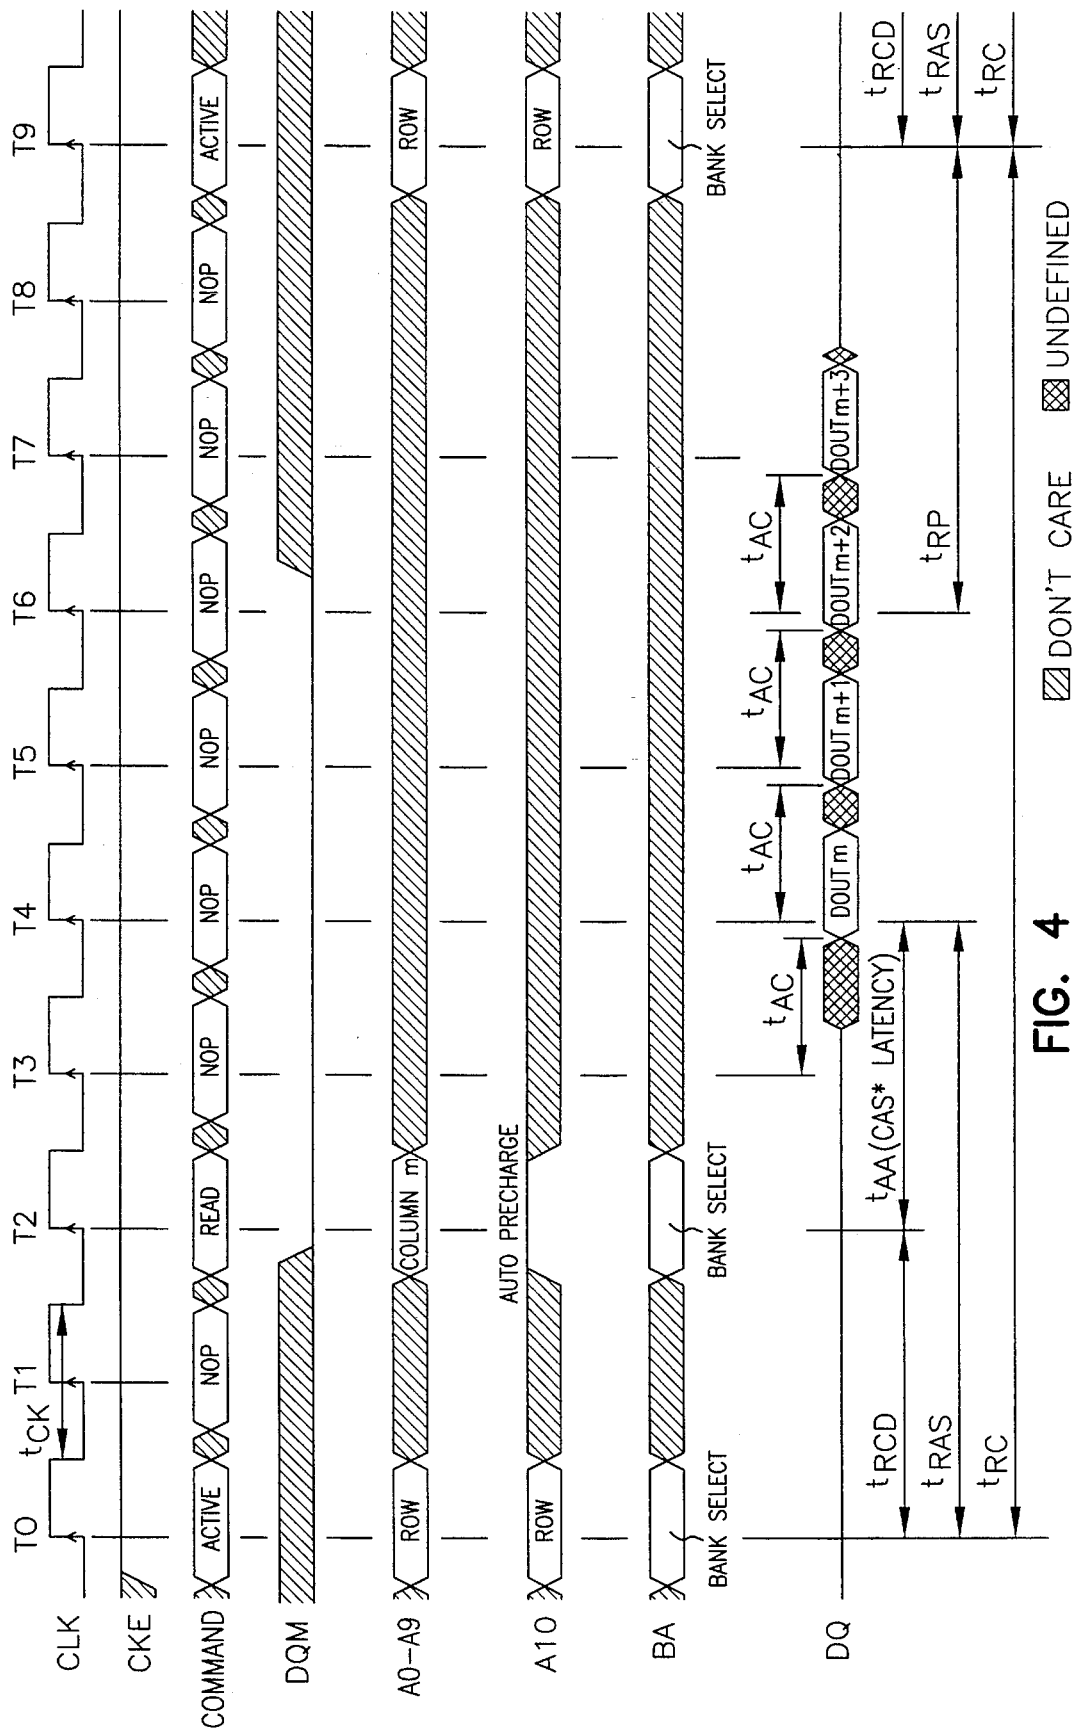 T0 T1 T2 T3 T4 T5 T6 T7 T8 T9
tCK
CLK
CKE
COMMAND ACTIVE NOP READ NOP NOP NOP NOP NOP NOP ACTIVE
DQM
A0-A9 ROW COLUMN m ROW
AUTO PRECHARGE
A10 ROW ROW
BA
BANK SELECT BANK SELECT BANK SELECT
tAC tAC tAC
tAC
DQ DOUT m DOUT m+1 DOUT m+2 DOUT m+3
tRCD tAA (CAS* LATENCY) tRCD
tRAS tRP tRAS
tRC tRC
FIG. 4
DON'T CARE UNDEFINED